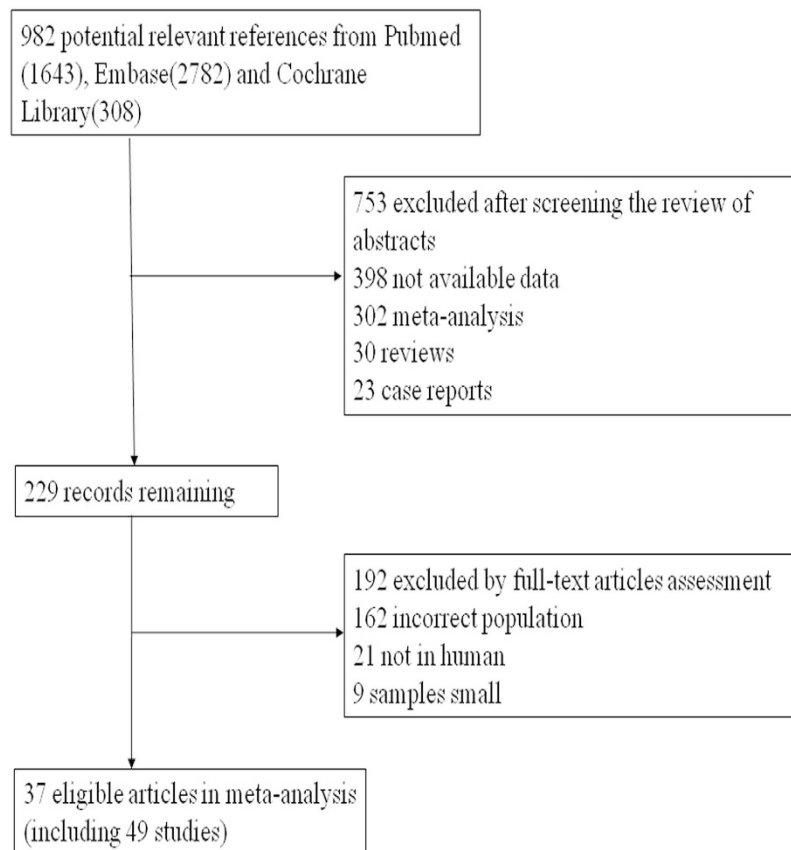 982 potential relevant references from Pubmed
(1643), Embase(2782) and Cochrane
Library(308)
753 excluded after screening the review of
abstracts
398 not available data
302 meta-analysis
30 reviews
23 case reports
229 records remaining
192 excluded by full-text articles assessment
162 incorrect population
21 not in human
9 samples small
37 eligible articles in meta-analysis
(including 49 studies)